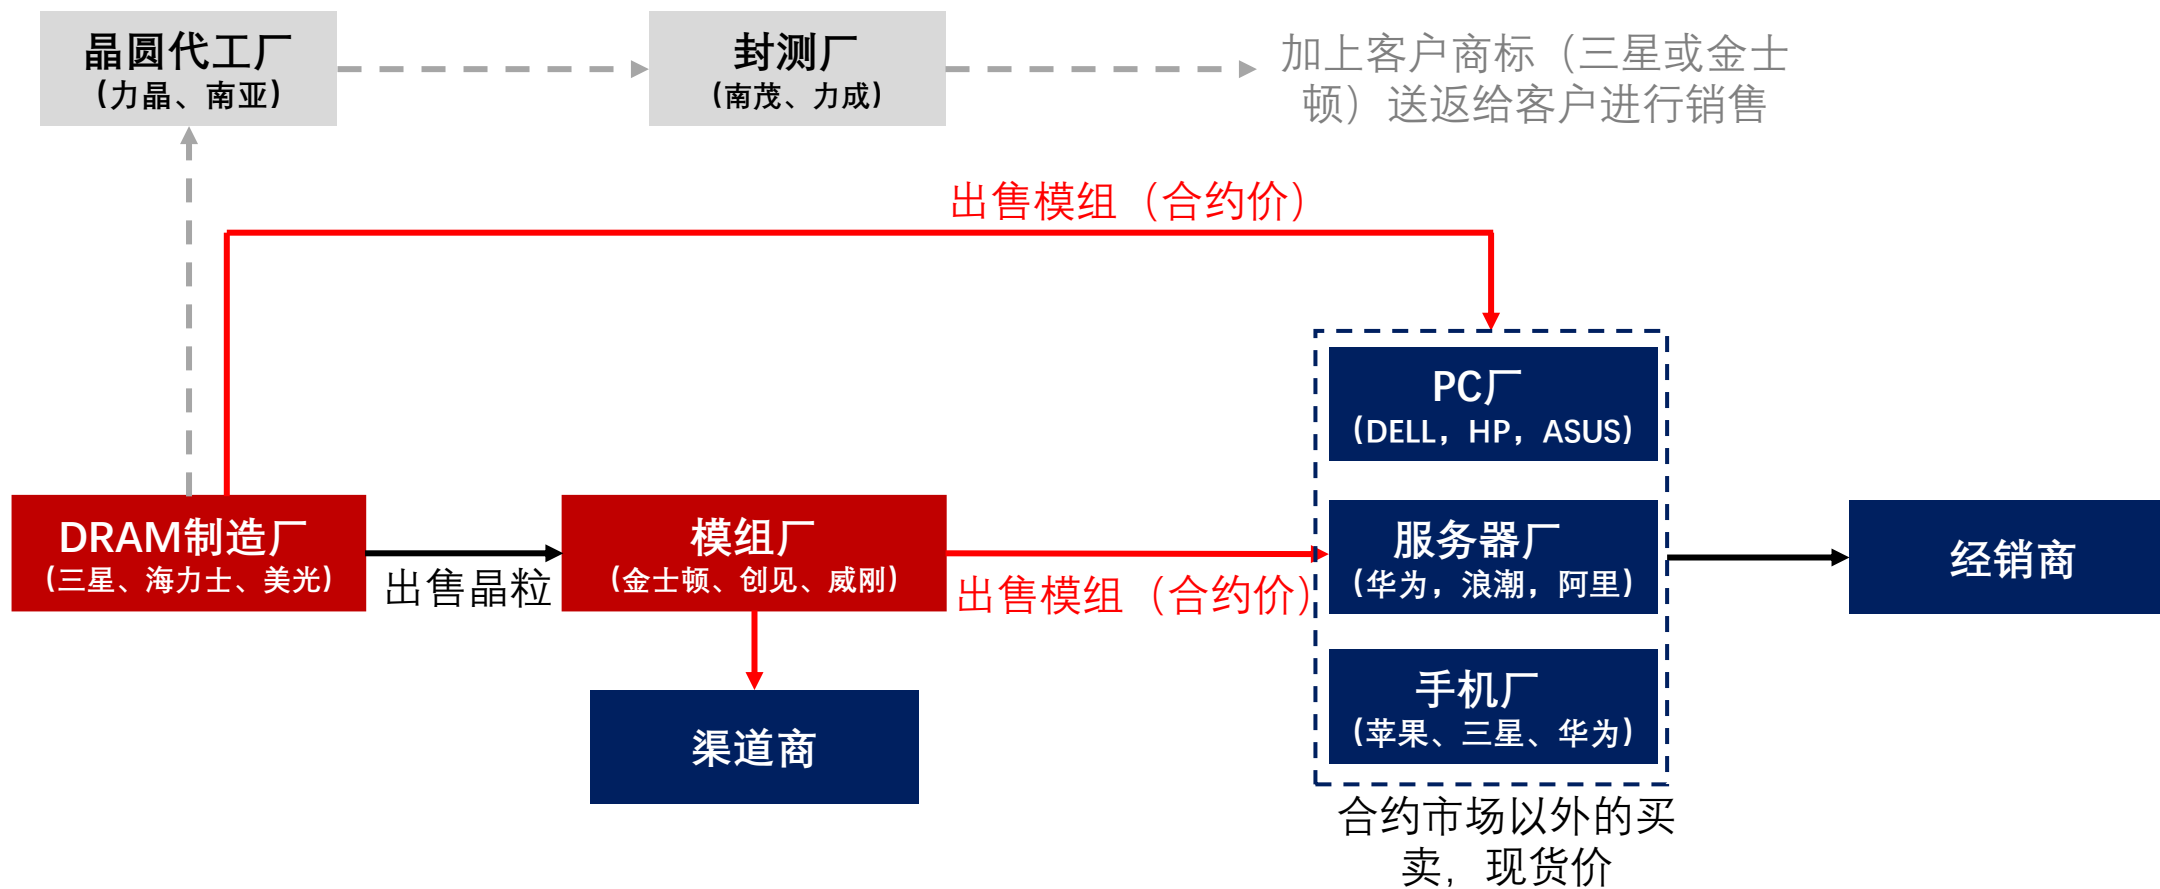 晶圆代工厂
（力晶、南亚）
封测厂
（南茂、力成）
加上客户商标（三星或金士
顿）送返给客户进行销售
出售模组（合约价）
PC厂
（DELL，HP，ASUS）
DRAM制造厂
（三星、海力士、美光）
出售晶粒
模组厂
（金士顿、创见、威刚）
出售模组（合约价）
服务器厂
（华为，浪潮，阿里）
经销商
渠道商
手机厂
（苹果、三星、华为）
合约市场以外的买
卖，现货价